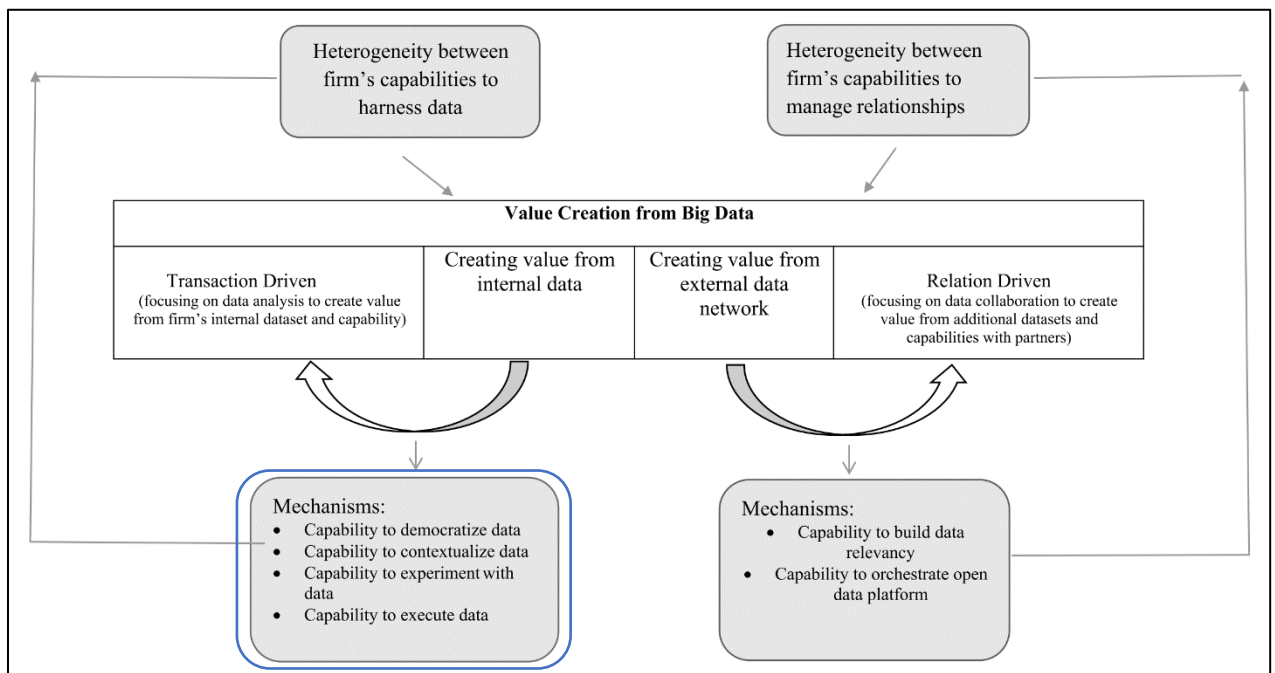 Heterogeneity between
firm’s capabilities to
harness data
Heterogeneity between
firm’s capabilities to
manage relationships
Value Creation from Big Data
Transaction Driven
(focusing on data analysis to create value
from firm’s internal dataset and capability)
Creating value from
internal data
Creating value from
external data
network
Relation Driven
(focusing on data collaboration to create
value from additional datasets and
capabilities with partners)
Mechanisms:
• Capability to democratize data
• Capability to contextualize data
• Capability to experiment with
data
• Capability to execute data
Mechanisms:
• Capability to build data
relevancy
• Capability to orchestrate open
data platform